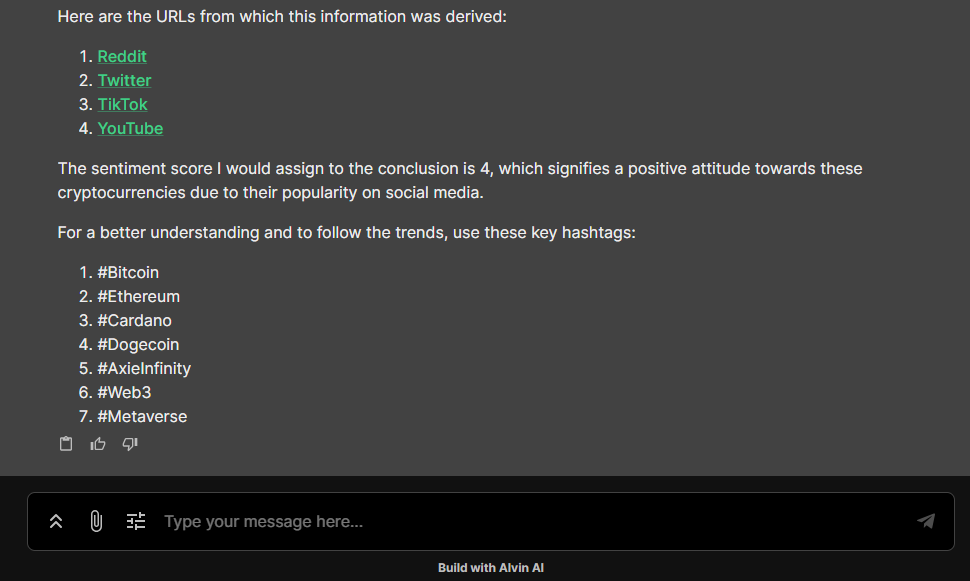 Here are the URLs from which this information was derived:
1. Reddit
2. Twitter
3. TikTok
4. YouTube
The sentiment score I would assign to the conclusion is 4, which signifies a positive attitude towards these
cryptocurrencies due to their popularity on social media.
For a better understanding and to follow the trends, use these key hashtags:
1. #Bitcoin
2. #Ethereum
3. #Cardano
4. #Dogecoin
5. #AxieInfinity
6. #Web3
7. #Metaverse
Type your message here...
Build with Alvin AI